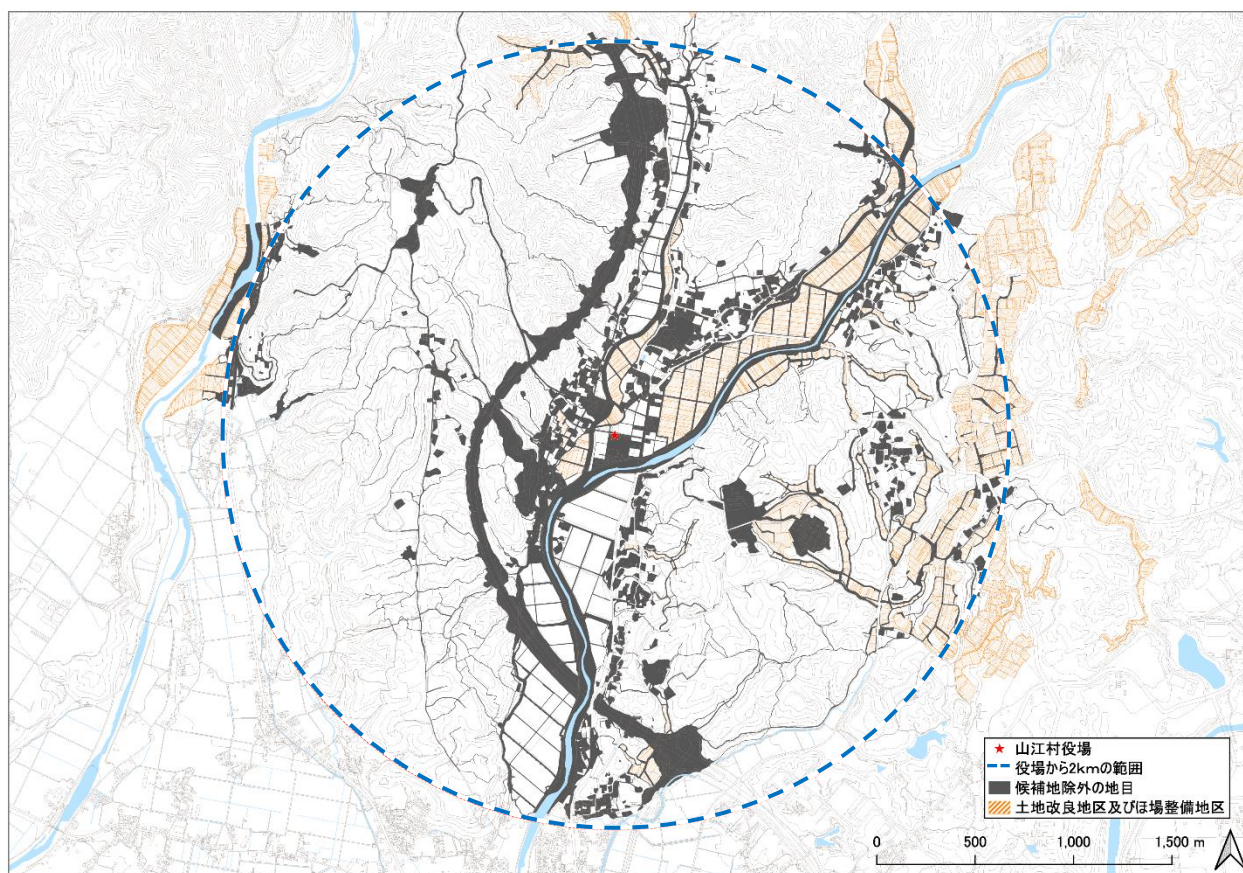 山江村役場
役場から2kmの範囲
候補地除外の地目
土地改良地区及びほ場整備地区
0 500 1,000 1,500 m